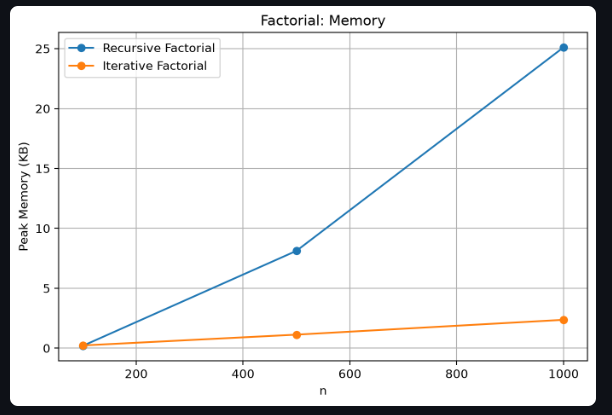 Factorial: Memory
Recursive Factorial
Iterative Factorial
25
20
15
10
5
0
Peak Memory (KB)
200 400 600 800 1000
n